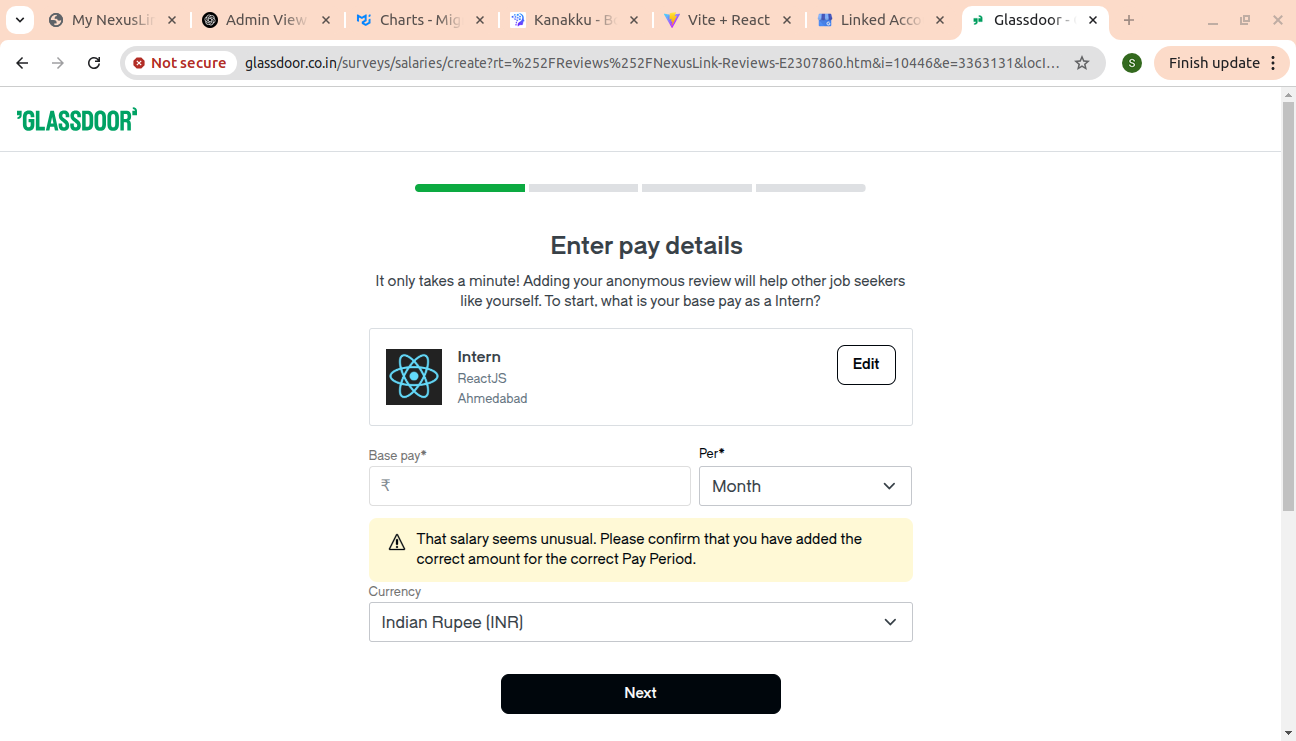 My NexusLin
Admin View
Charts - Mig
Kanakku - Be
Vite + React
Linked Acco
Glassdoor -
Not secure
glassdoor.co.in/surveys/salaries/create?rt=%252FReviews%252FNexusLink-Reviews-E2307860.htm&i=10446&e=3363131&locI...
S
Finish update
GLASSDOOR
Enter pay details
It only takes a minute! Adding your anonymous review will help other job seekers
like yourself. To start, what is your base pay as a Intern?
Intern
ReactJS
Ahmedabad
Edit
Base pay*
Per*
₹
Month
That salary seems unusual. Please confirm that you have added the
correct amount for the correct Pay Period.
Currency
Indian Rupee (INR)
Next